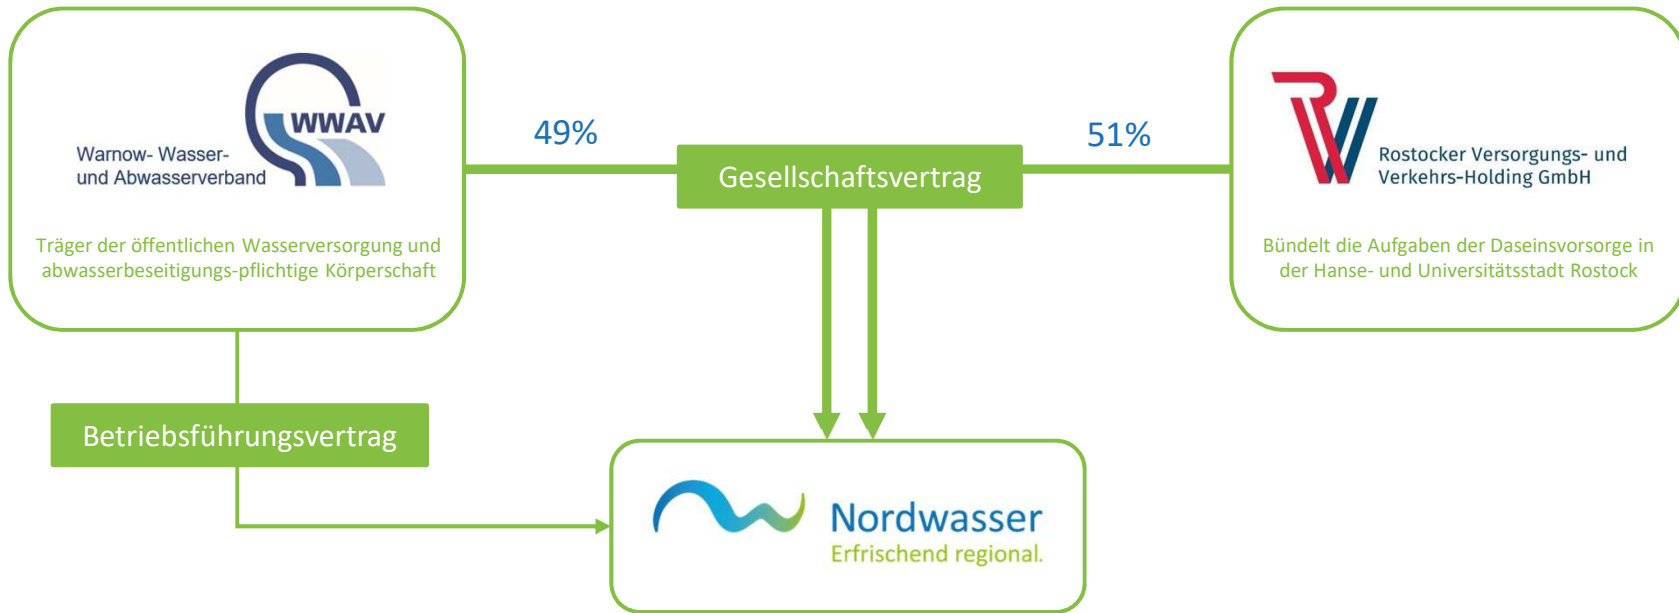 WWAV
Warnow- Wasser-
und Abwasserverband
Träger der öffentlichen Wasserversorgung und
abwasserbeseitigungs-pflichtige Körperschaft
49%
Gesellschaftsvertrag
51%
RVV
Rostocker Versorgungs- und
Verkehrs-Holding GmbH
Bündelt die Aufgaben der Daseinsvorsorge in
der Hanse- und Universitätsstadt Rostock
Betriebsführungsvertrag
Nordwasser
Erfrischend regional.